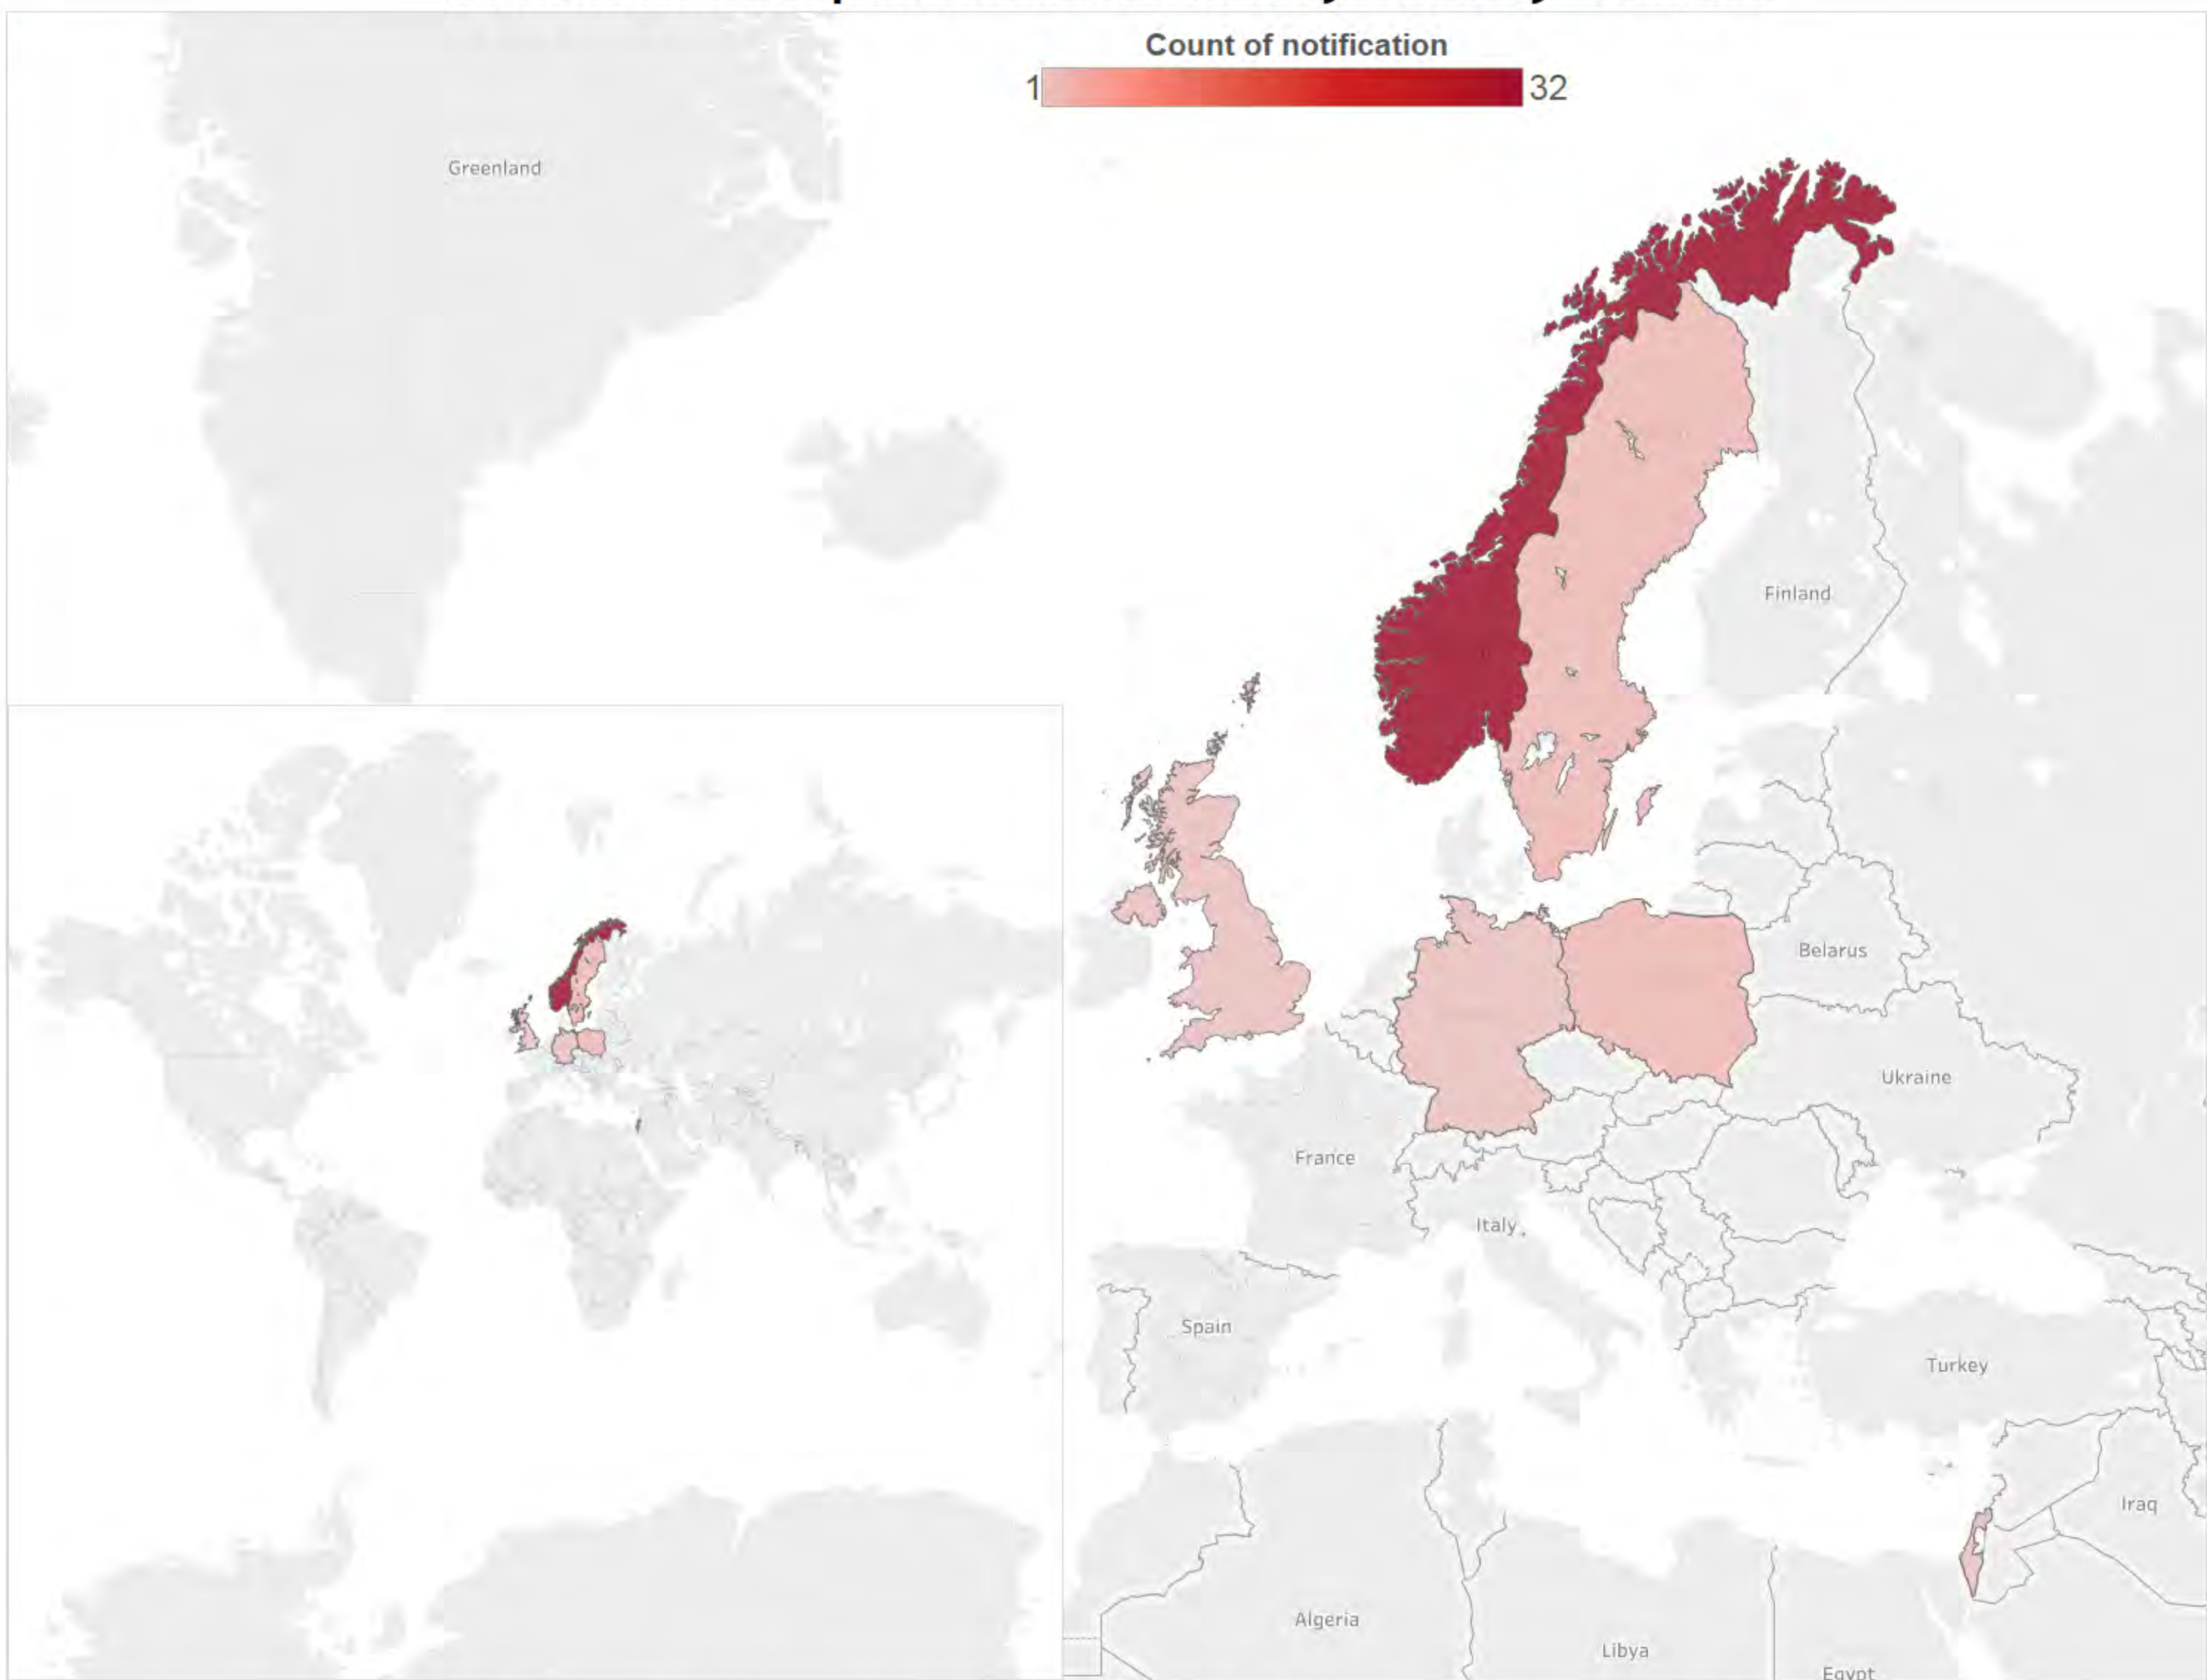 Count of notification
1 32
Greenland
Finland
Belarus
Ukraine
France
Italy
Spain
Turkey
Iraq
Algeria
Libya
Egypt